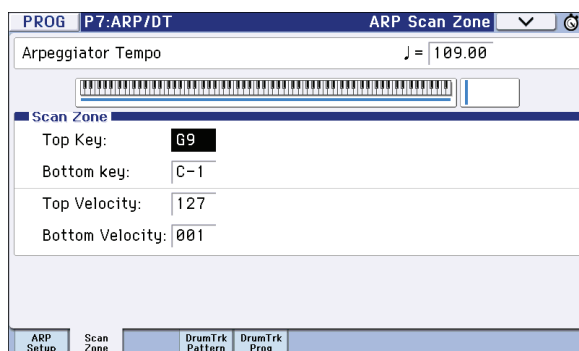 PROG P7:ARP/DT ARP Scan Zone
Arpeggiator Tempo ♩= 109.00
Scan Zone
Top Key: G9
Bottom key: C-1
Top Velocity: 127
Bottom Velocity: 001
ARP Setup Scan Zone DrumTrk Pattern DrumTrk Prog